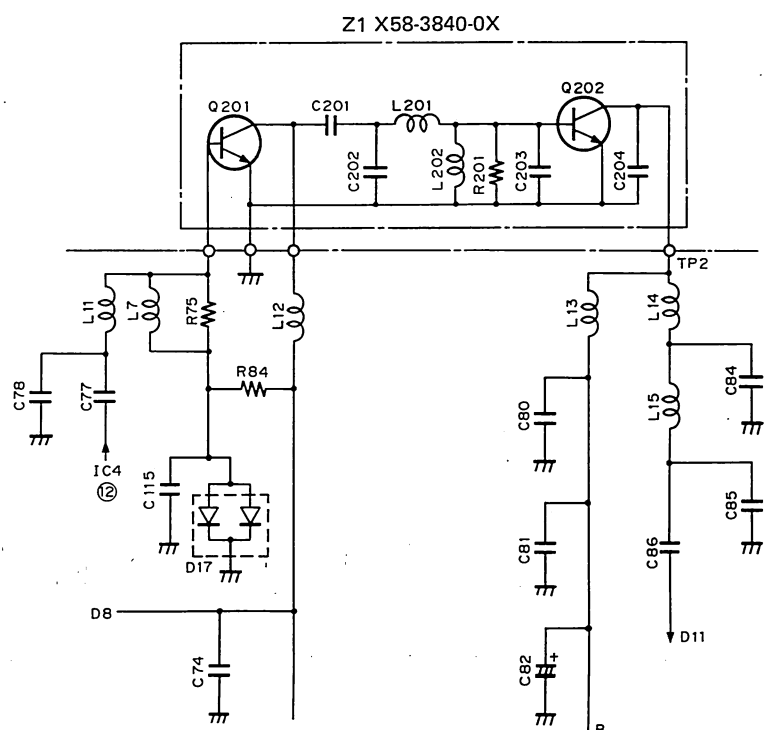 Z1 X58-3840-0X
Q201
C201
L201
Q202
C202
L202
R201
C203
C204
TP2
L11
L7
R75
L12
L13
L14
R84
C78
C77
C80
L15
C84
IC4
12
C115
D17
C81
C86
C85
D8
D11
C74
C82
+